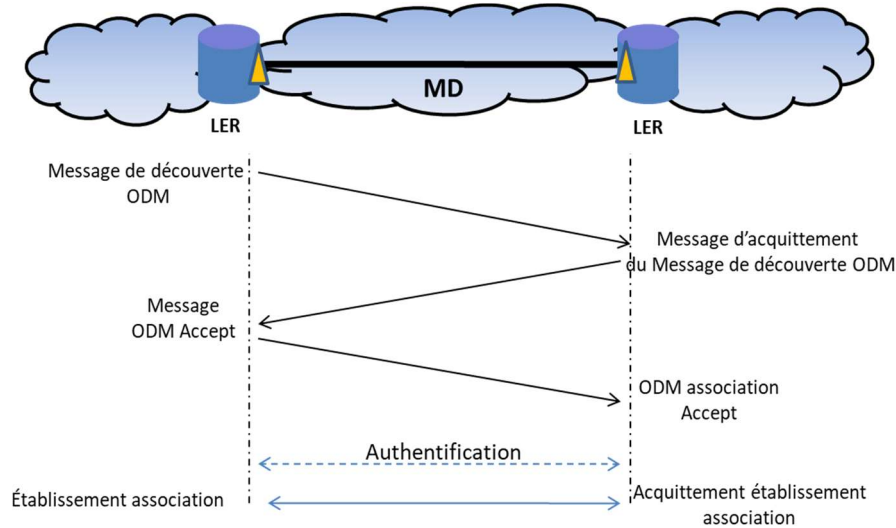 MD
LER
LER
Message de découverte
ODM
Message d'acquittement
du Message de découverte ODM
Message
ODM Accept
ODM association
Accept
Authentification
Établissement association
Acquittement établissement
association